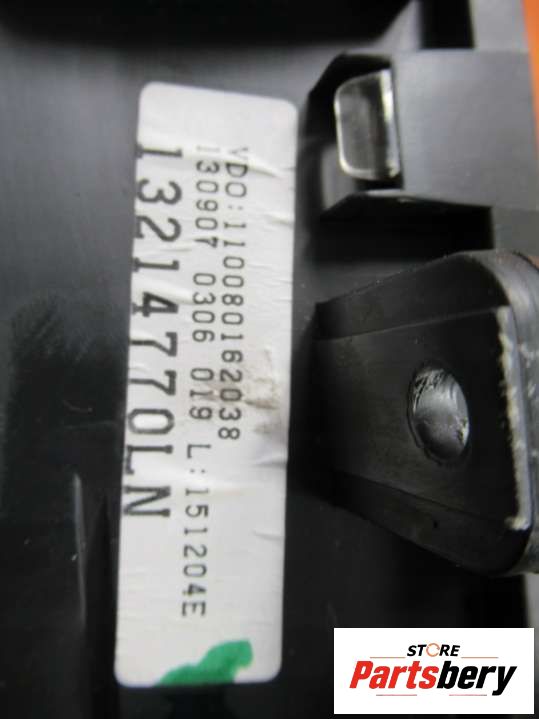 VDO:110080162038
130907 0306 019 L:151204E
13214770LN
STORE
Partsbery